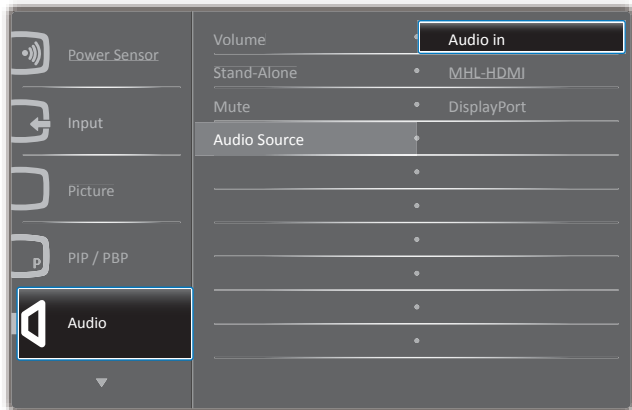 Power Sensor
Input
Picture
P
PIP / PBP
Audio
Volume
Stand-Alone
Mute
Audio Source
Audio in
MHL-HDMI
DisplayPort